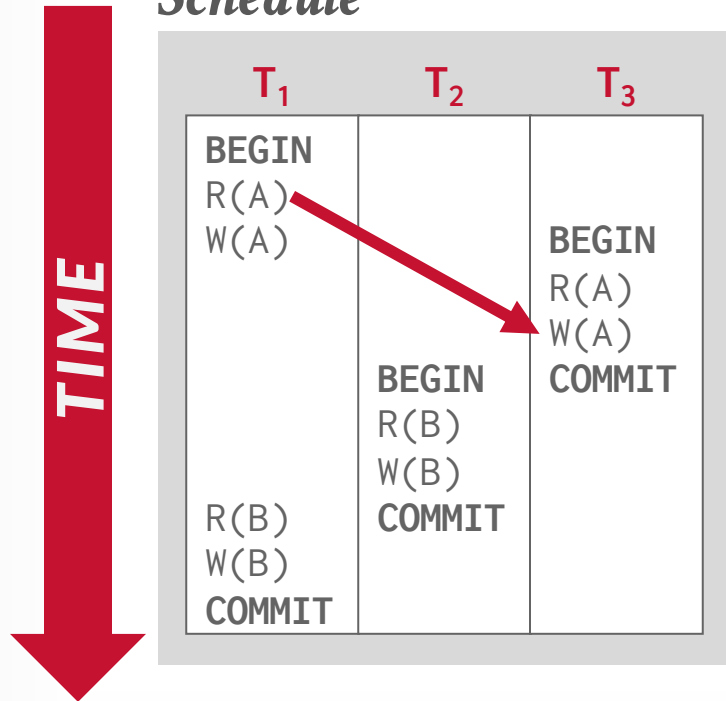 Schedule
TIME
T₁ T₂ T₃
BEGIN
R(A)
W(A) BEGIN
R(A)
W(A)
BEGIN COMMIT
R(B)
W(B)
R(B) COMMIT
W(B)
COMMIT